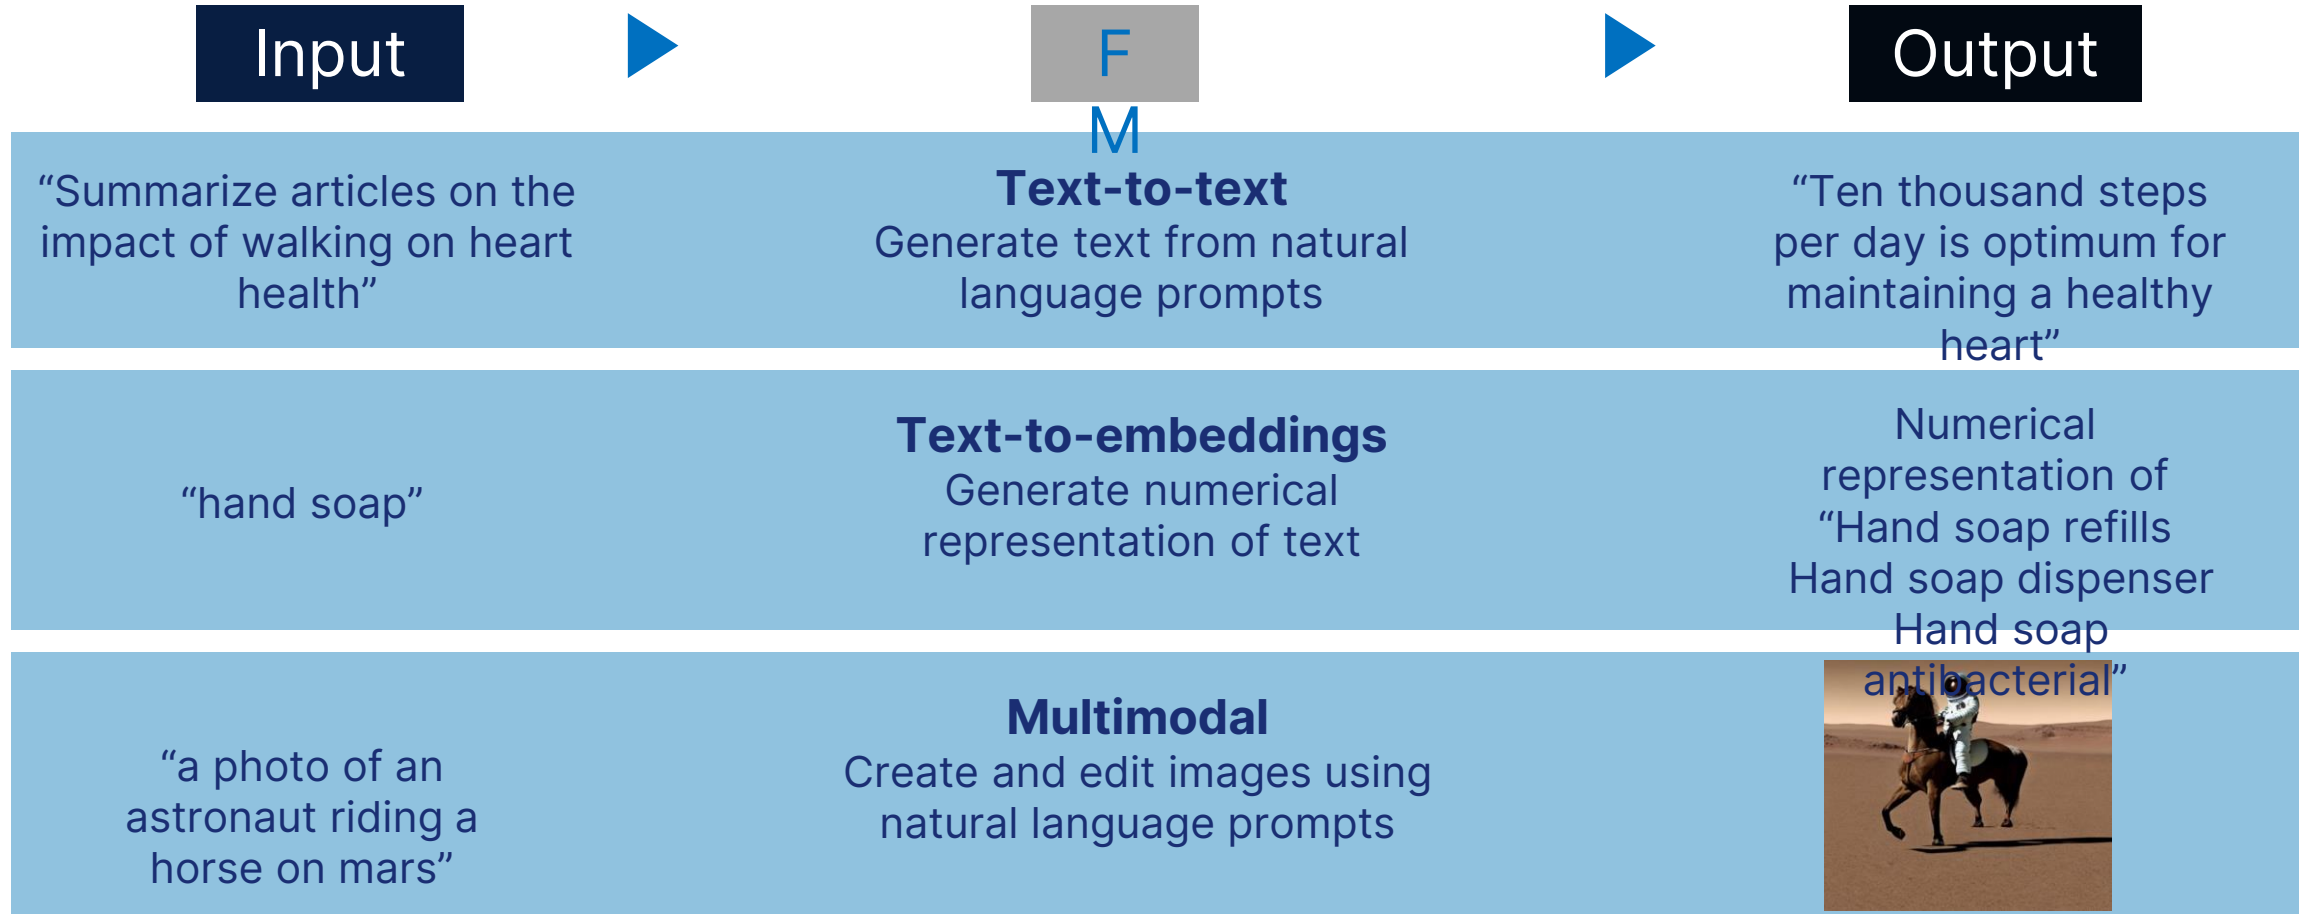 Input
F
M
Output
“Summarize articles on the
impact of walking on heart
health”
Text-to-text
Generate text from natural
language prompts
“Ten thousand steps
per day is optimum for
maintaining a healthy
heart”
“hand soap”
Text-to-embeddings
Generate numerical
representation of text
Numerical
representation of
“Hand soap refills
Hand soap dispenser
Hand soap
antibacterial”
“a photo of an
astronaut riding a
horse on mars”
Multimodal
Create and edit images using
natural language prompts